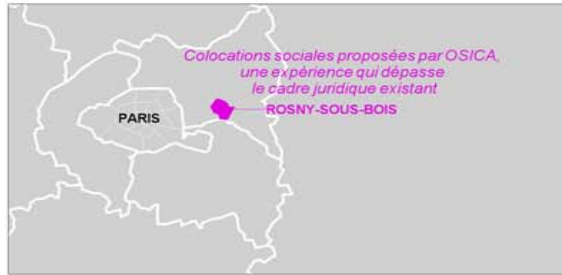 Colocations sociales proposées par OSICA,
une expérience qui dépasse
le cadre juridique existant
ROSNY-SOUS-BOIS
PARIS